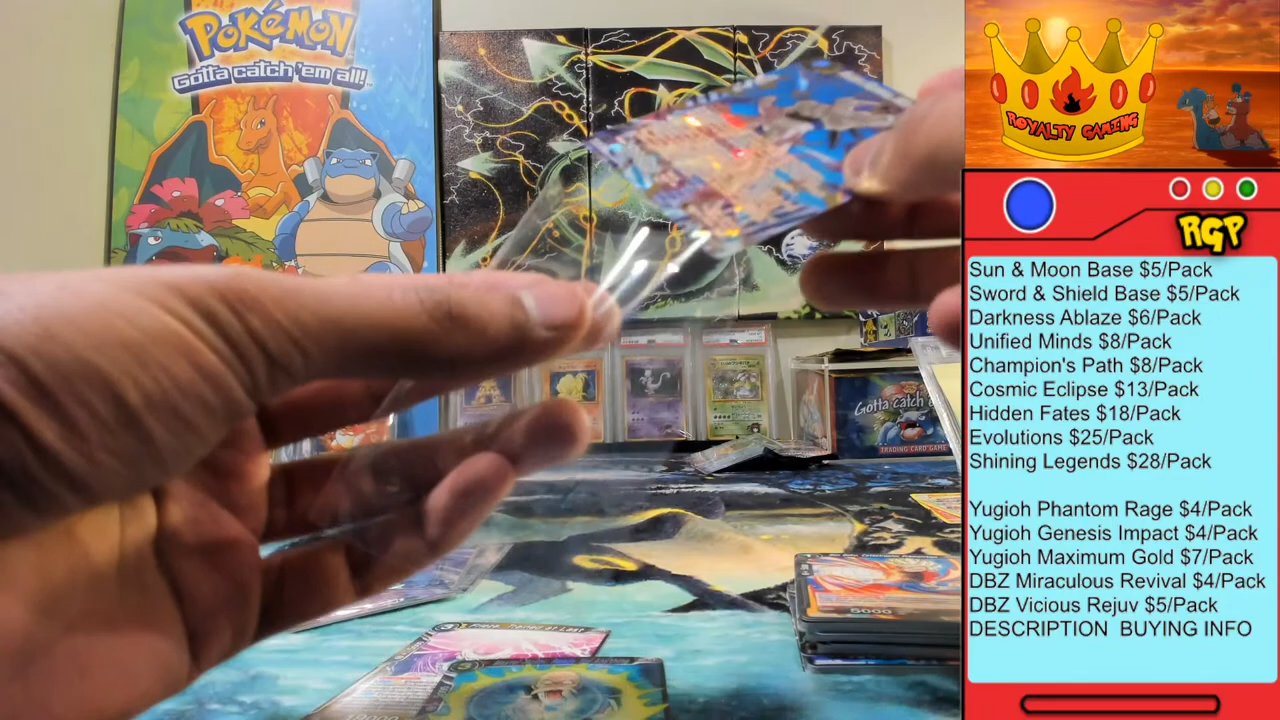 POKéMON
Gotta catch 'em all!
ROYALTY GAMING
RGP
Sun & Moon Base $5/Pack
Sword & Shield Base $5/Pack
Darkness Ablaze $6/Pack
Unified Minds $8/Pack
Champion's Path $8/Pack
Cosmic Eclipse $13/Pack
Hidden Fates $18/Pack
Evolutions $25/Pack
Shining Legends $28/Pack
Yugioh Phantom Rage $4/Pack
Yugioh Genesis Impact $4/Pack
Yugioh Maximum Gold $7/Pack
DBZ Miraculous Revival $4/Pack
DBZ Vicious Rejuv $5/Pack
DESCRIPTION BUYING INFO
Gotta catch
TRADING CARD GAME
5000